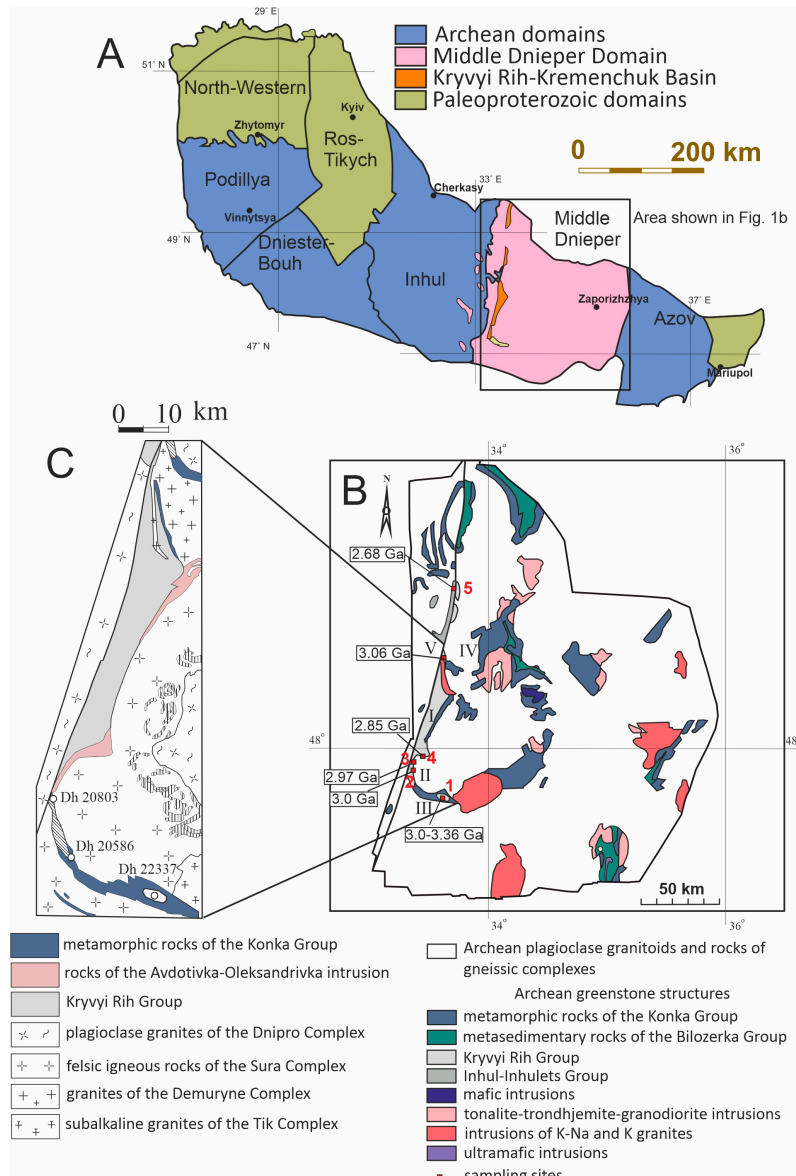 29˚ E
A
Archean domains
Middle Dnieper Domain
Kryvyi Rih-Kremenchuk Basin
Paleoproterozoic domains
51˚ N
North-Western
Kyiv
Zhytomyr
Ros-
Tikych
0 200 km
Podillya
33˚ E
Cherkasy
Vinnytsya
Middle
Dnieper
Area shown in Fig. 1b
49˚ N
Dniester-
Bouh
Inhul
Zaporizhzhya
37˚ E
Azov
47˚ N
Mariupol
0 10 km
C
Dh 20803
Dh 20586
Dh 22337
34˚
36˚
B
N
2.68 Ga
5
V
IV
3.06 Ga
I
2.85 Ga
48˚
48
3
4
2.97 Ga
II
2
1
3.0 Ga
III
3.0-3.36 Ga
50 km
34˚
36˚
metamorphic rocks of the Konka Group
rocks of the Avdotivka-Oleksandrivka intrusion
Kryvyi Rih Group
plagioclase granites of the Dnipro Complex
felsic igneous rocks of the Sura Complex
granites of the Demuryne Complex
subalkaline granites of the Tik Complex
Archean plagioclase granitoids and rocks of
gneissic complexes
Archean greenstone structures
metamorphic rocks of the Konka Group
metasedimentary rocks of the Bilozerka Group
Kryvyi Rih Group
Inhul-Inhulets Group
mafic intrusions
tonalite-trondhjemite-granodiorite intrusions
intrusions of K-Na and K granites
ultramafic intrusions
sampling sites